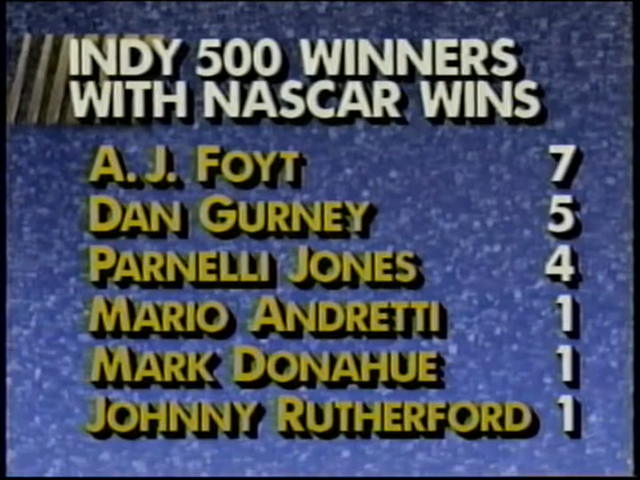 INDY 500 WINNERS
WITH NASCAR WINS
A.J. FOYT 7
DAN GURNEY 5
PARNELLI JONES 4
MARIO ANDRETTI 1
MARK DONAHUE 1
JOHNNY RUTHERFORD 1